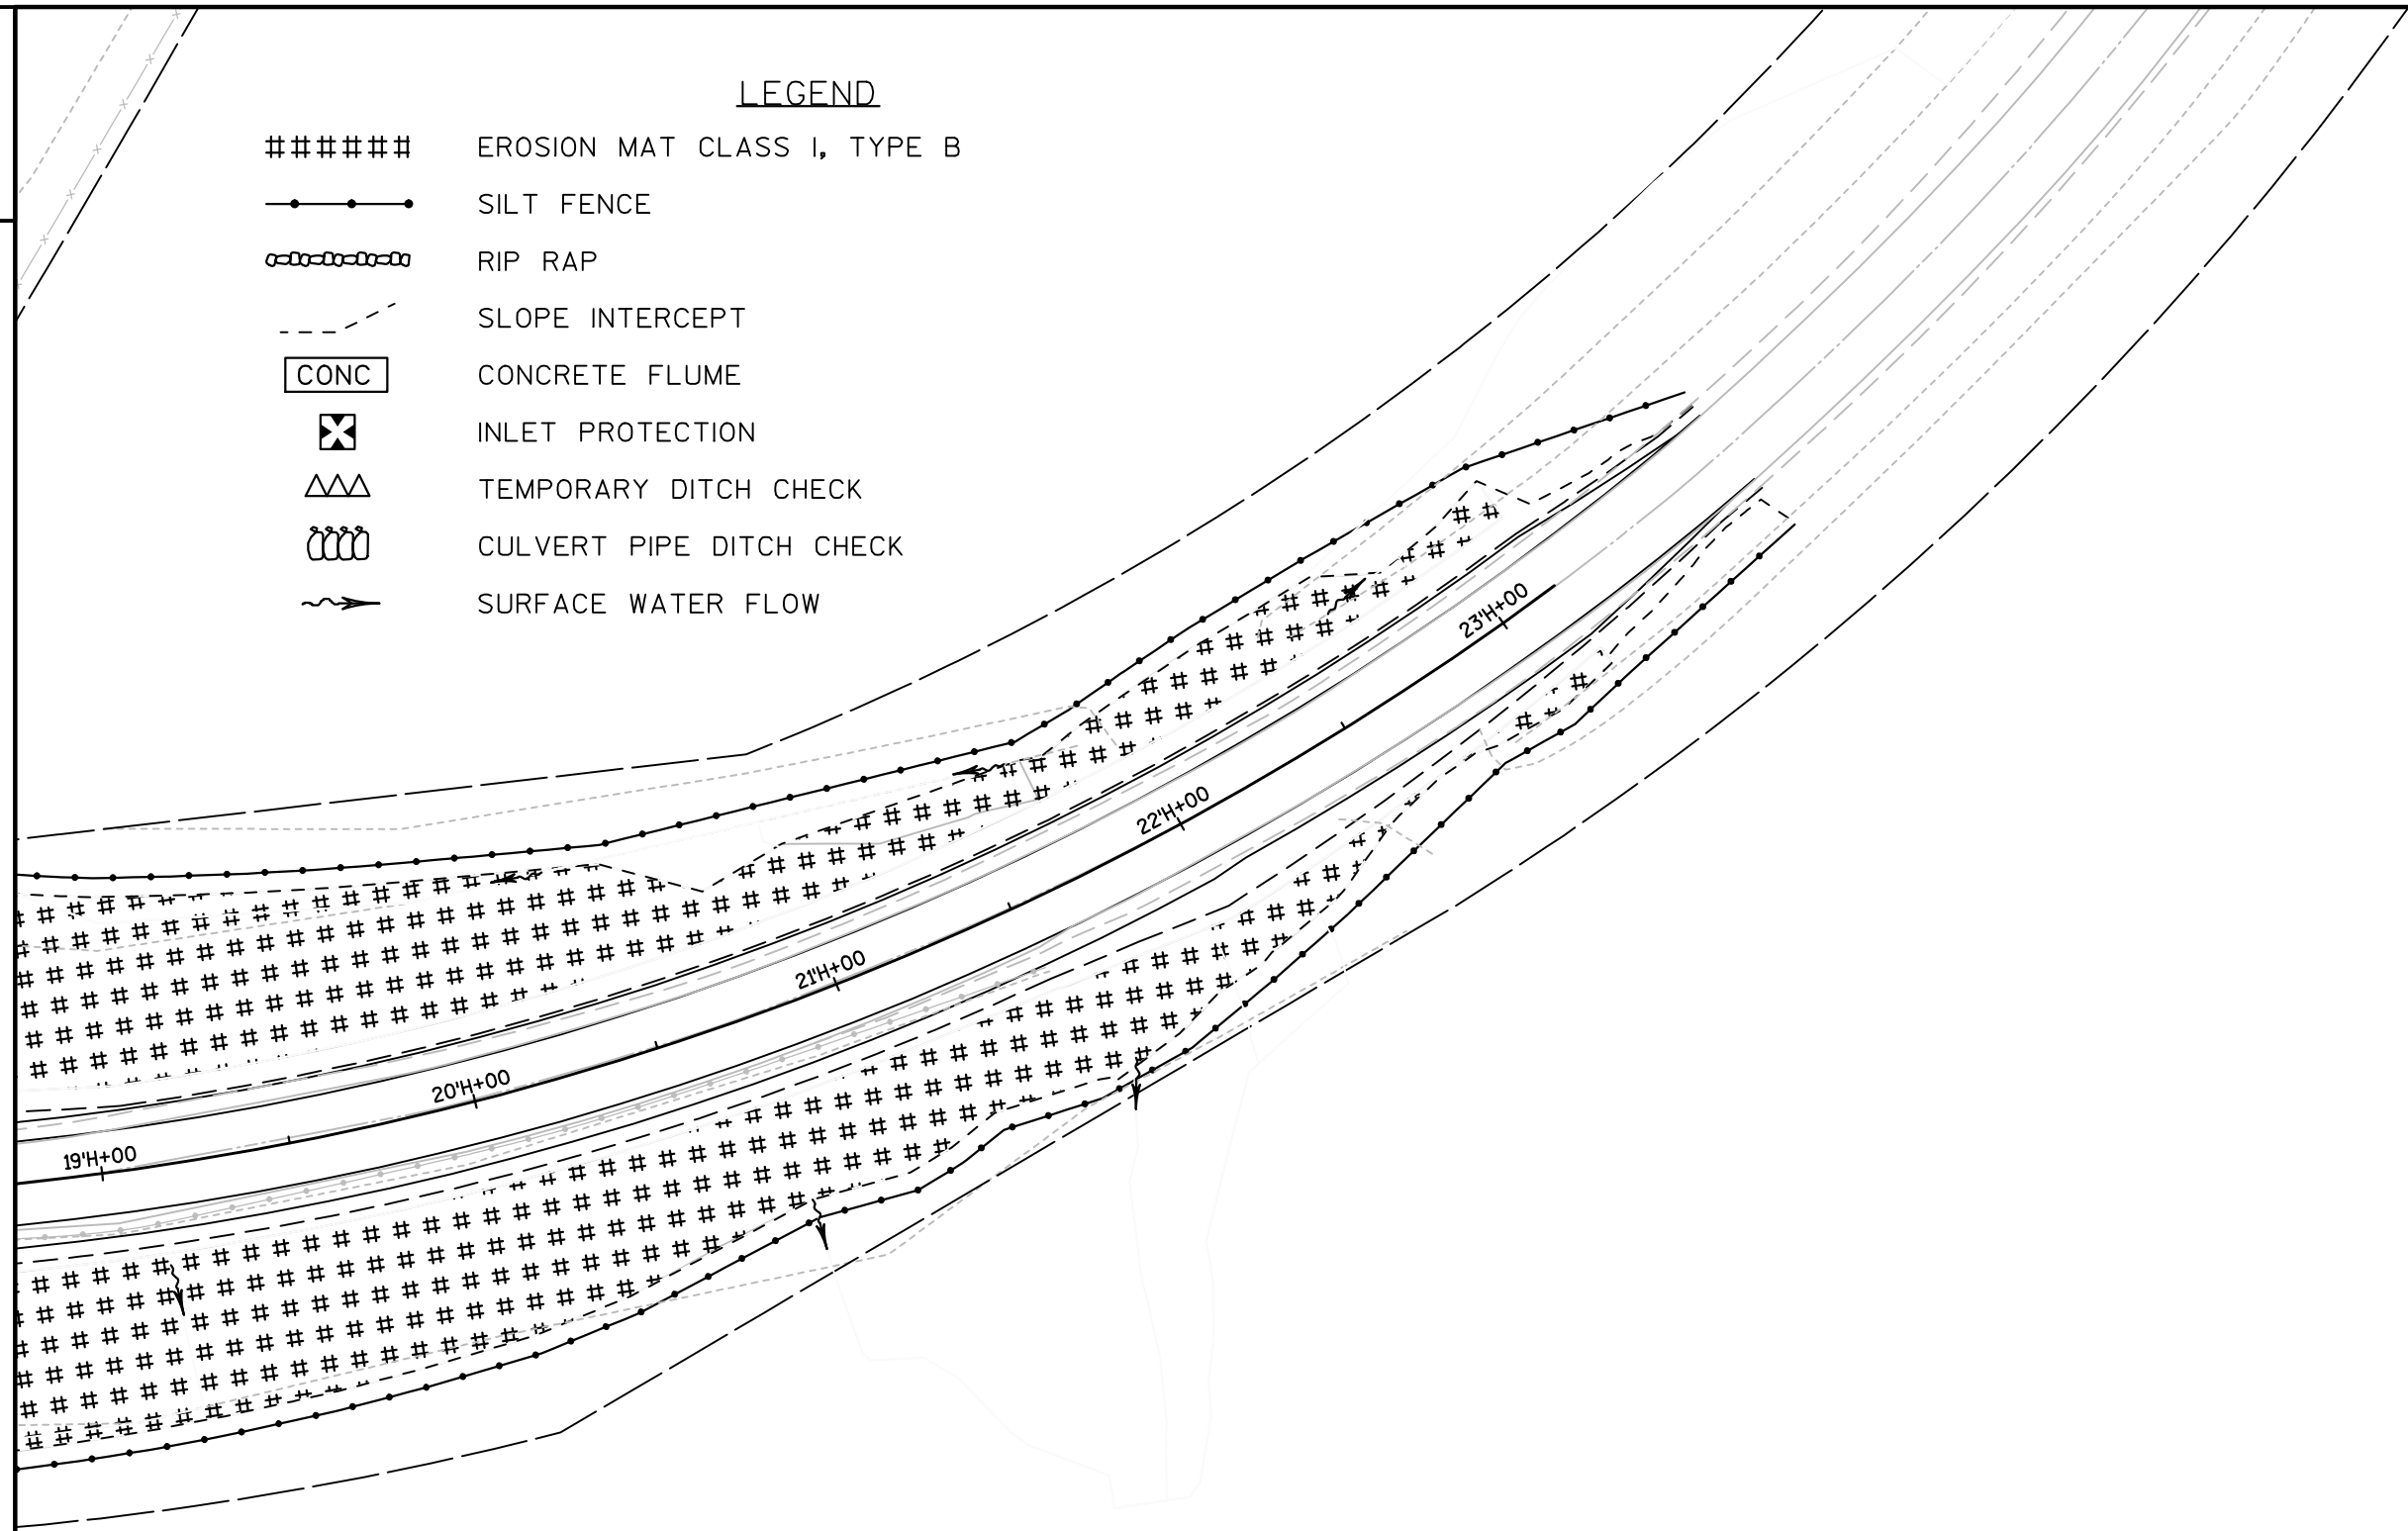 LEGEND
EROSION MAT CLASS I, TYPE B
SILT FENCE
RIP RAP
SLOPE INTERCEPT
CONC CONCRETE FLUME
INLET PROTECTION
TEMPORARY DITCH CHECK
CULVERT PIPE DITCH CHECK
SURFACE WATER FLOW
23'H+00
22'H+00
21'H+00
20'H+00
19'H+00